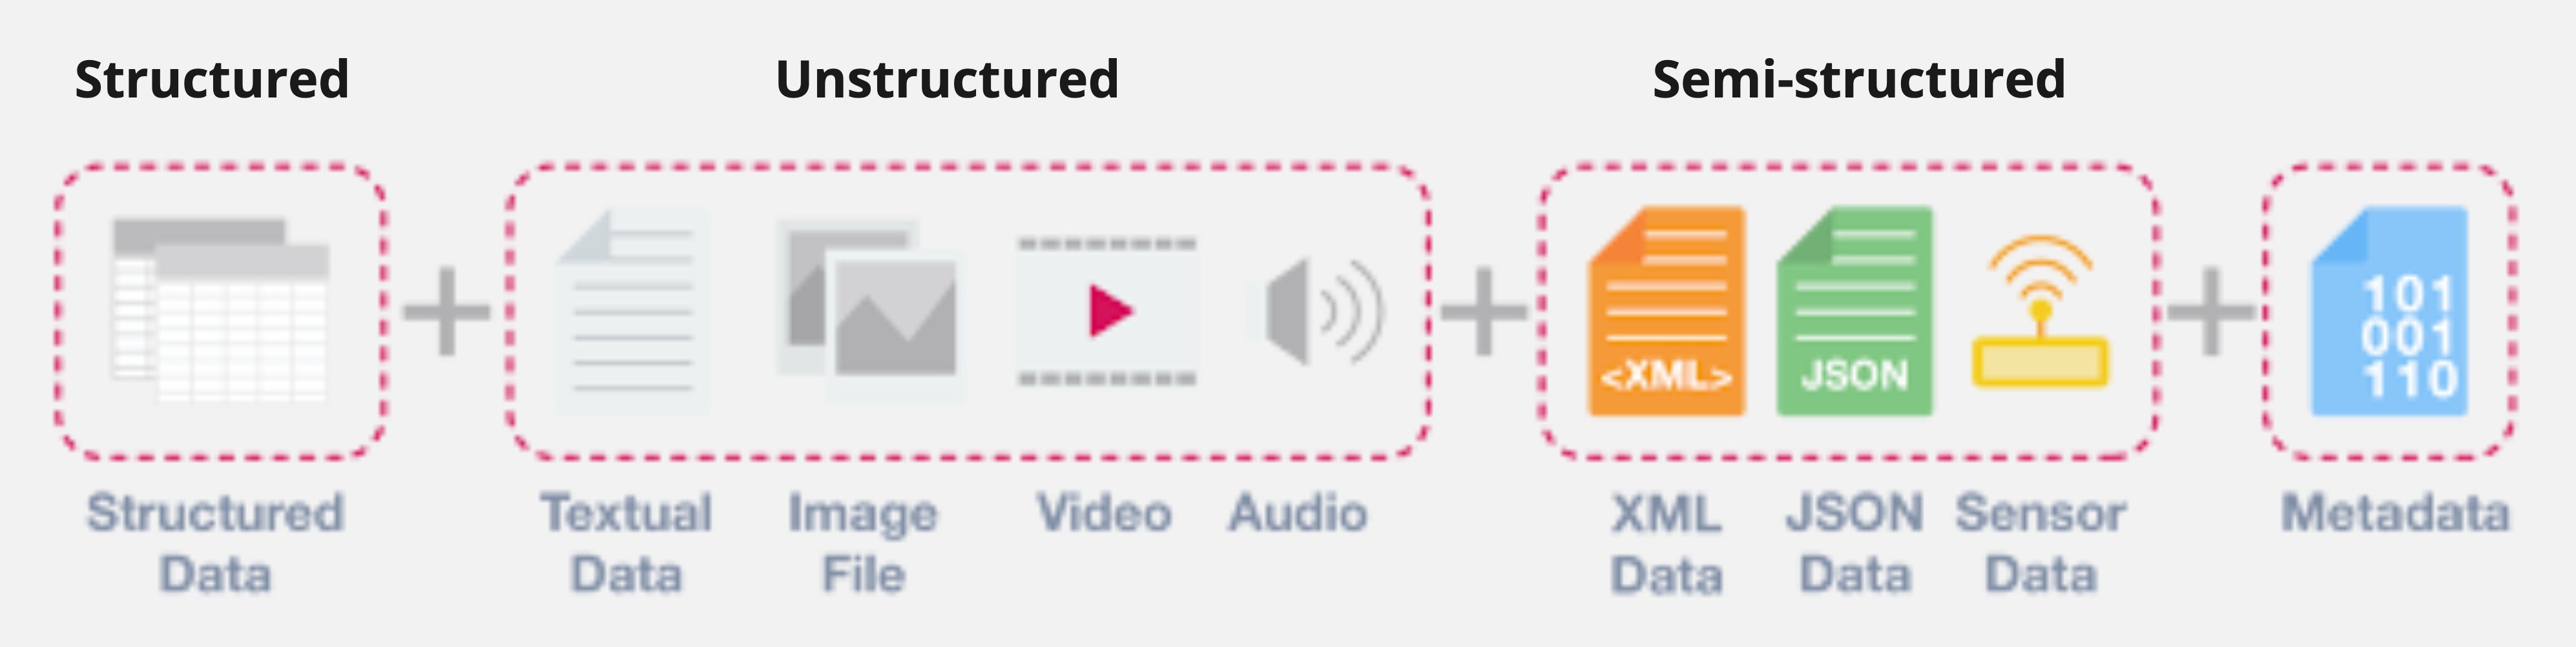 Structured
Unstructured
Semi-structured
<XML>
JSON
101
001
110
Structured
Data
Textual
Data
Image
File
Video
Audio
XML
Data
JSON
Data
Sensor
Data
Metadata